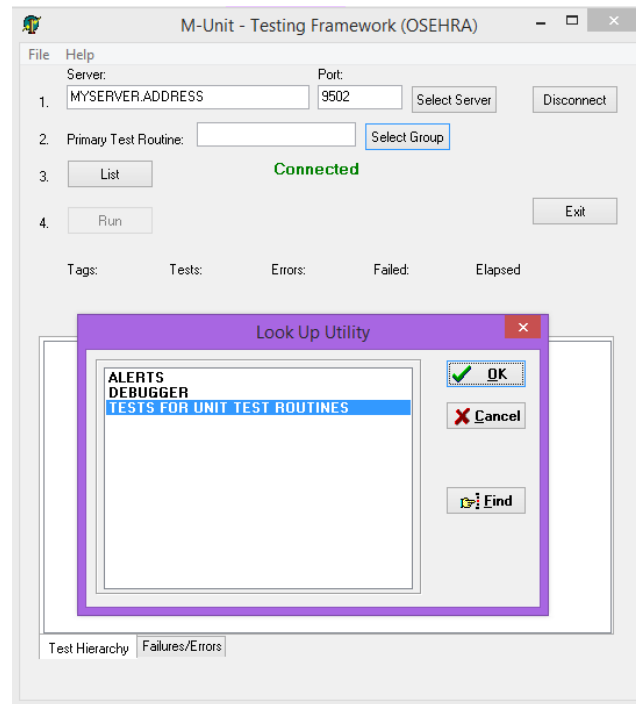 M-Unit - Testing Framework (OSEHRA)
File Help
Server: Port:
1. MYSERVER.ADDRESS 9502 Select Server Disconnect
2. Primary Test Routine: Select Group
3. List Connected
Exit
4. Run
Tags: Tests: Errors: Failed: Elapsed
Look Up Utility
ALERTS
DEBUGGER
TESTS FOR UNIT TEST ROUTINES
OK
Cancel
Find
Test Hierarchy Failures/Errors